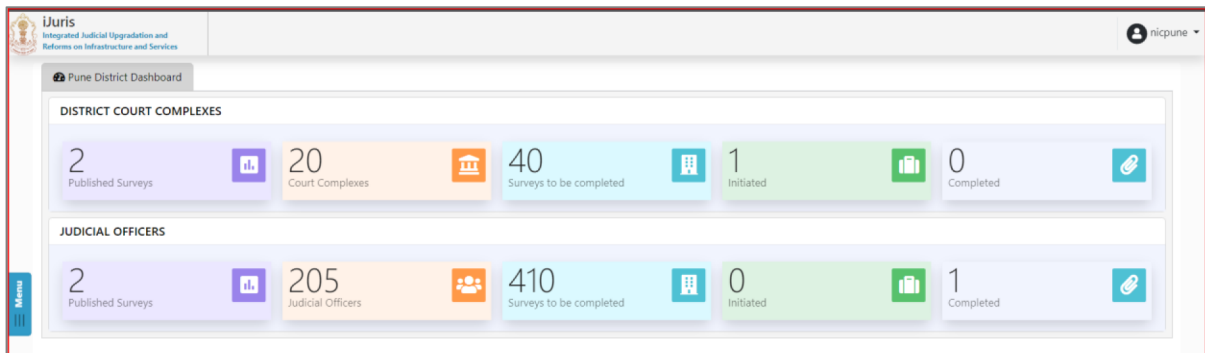 iJuris
Integrated Judicial Upgradation and
Reforms on Infrastructure and Services
nicpune
Pune District Dashboard
DISTRICT COURT COMPLEXES
2
Published Surveys
20
Court Complexes
40
Surveys to be completed
1
Initiated
0
Completed
JUDICIAL OFFICERS
2
Published Surveys
205
Judicial Officers
410
Surveys to be completed
0
Initiated
1
Completed
Menu